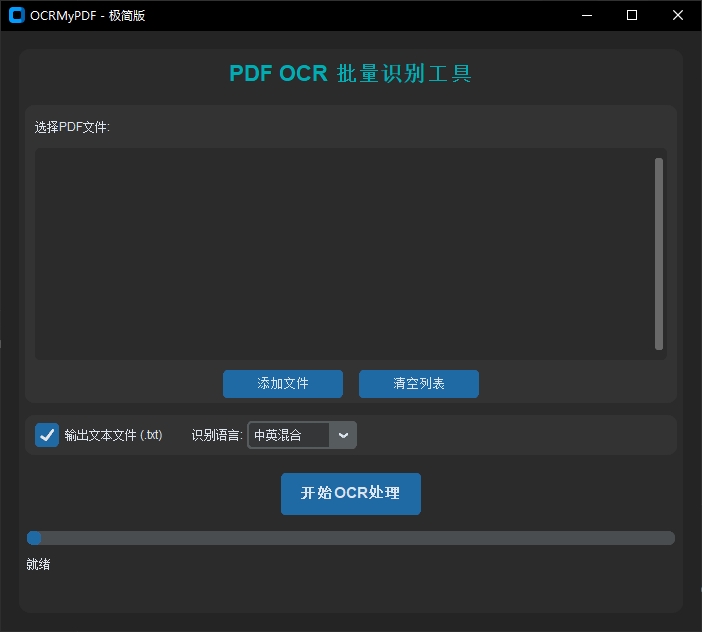 OCRMyPDF - 极简版
PDF OCR 批量识别工具
选择PDF文件:
添加文件 清空列表
输出文本文件 (.txt) 识别语言: 中英混合
开始OCR处理
就绪